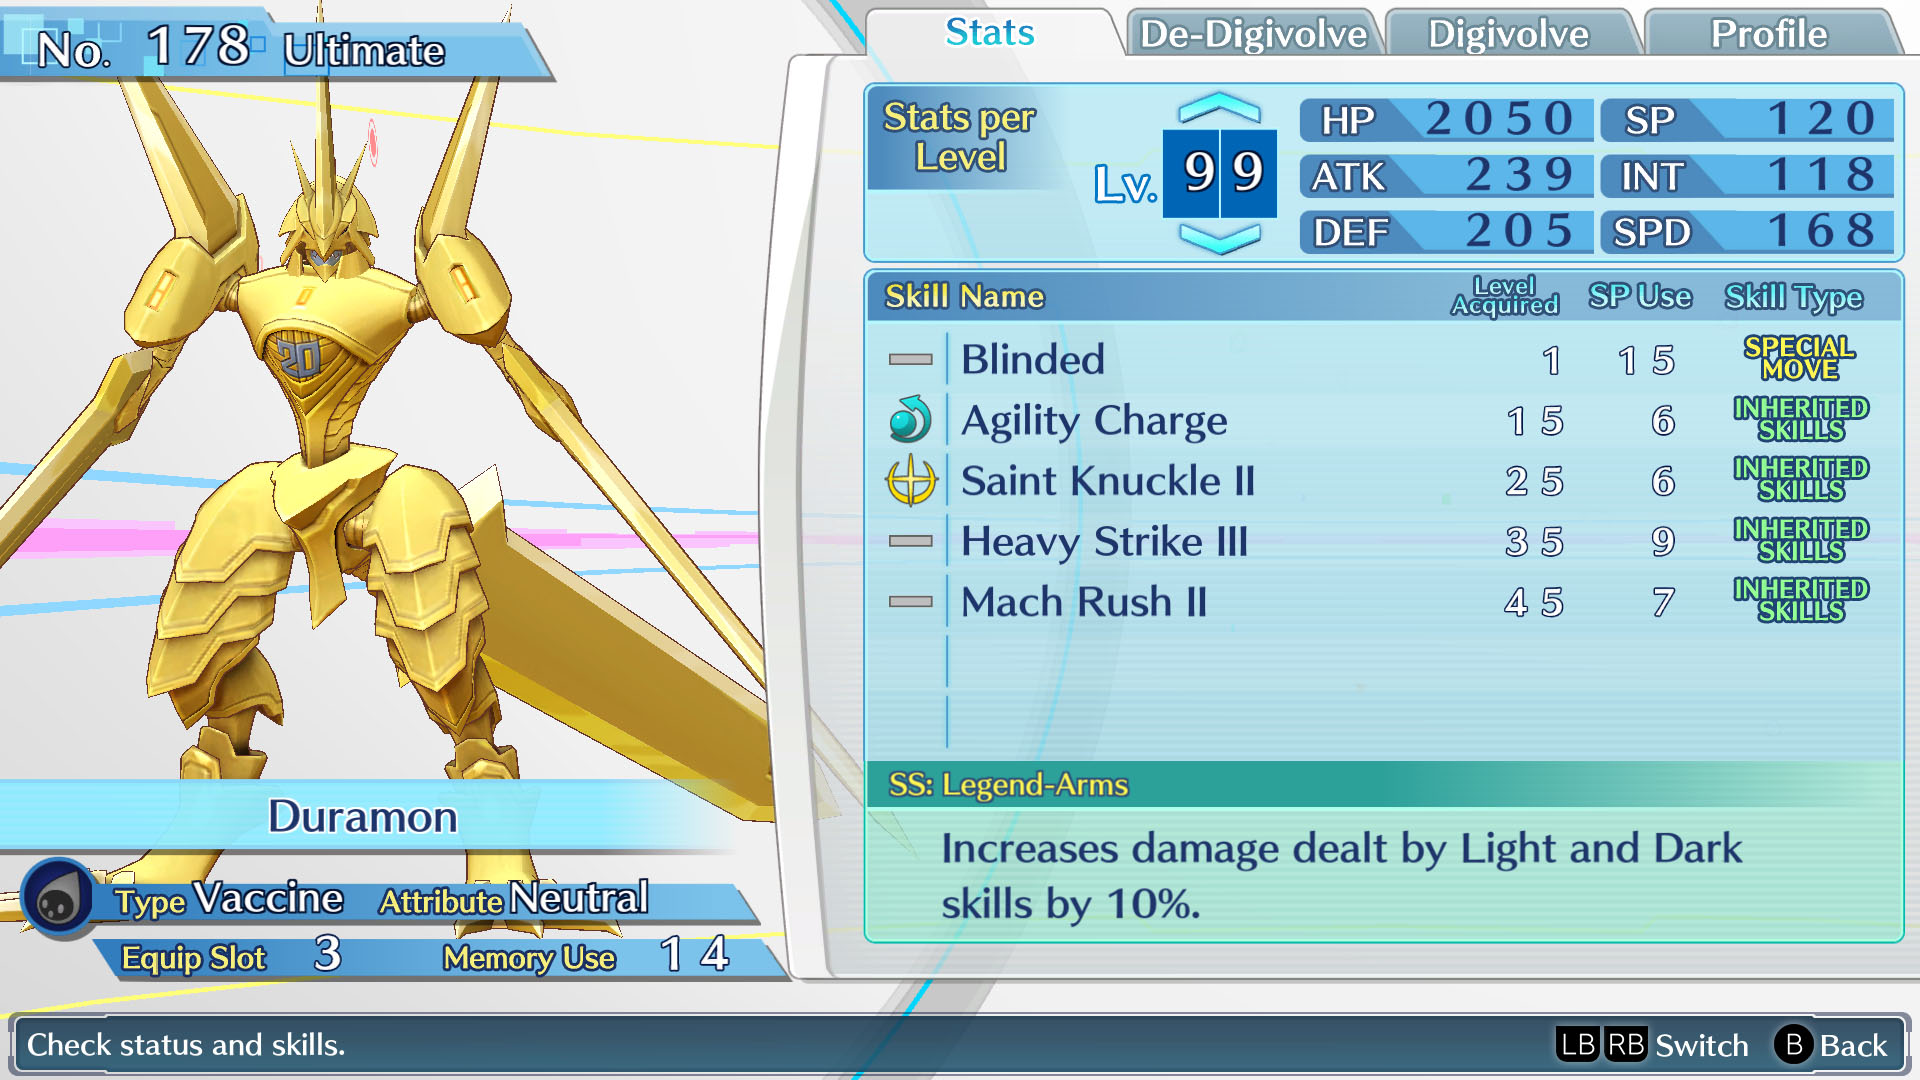 No. 178 Ultimate
Stats
De-Digivolve
Digivolve
Profile
Stats per
Level
Lv. 99
HP 2050
SP 120
ATK 239
INT 118
DEF 205
SPD 168
Skill Name
Level
Acquired
SP Use
Skill Type
Blinded 1 15 SPECIAL
MOVE
Agility Charge 15 6 INHERITED
SKILLS
Saint Knuckle II 25 6 INHERITED
SKILLS
Heavy Strike III 35 9 INHERITED
SKILLS
Mach Rush II 45 7 INHERITED
SKILLS
SS: Legend-Arms
Increases damage dealt by Light and Dark
skills by 10%.
20
Duramon
Type Vaccine Attribute Neutral
Equip Slot 3 Memory Use 14
Check status and skills.
LB RB Switch B Back